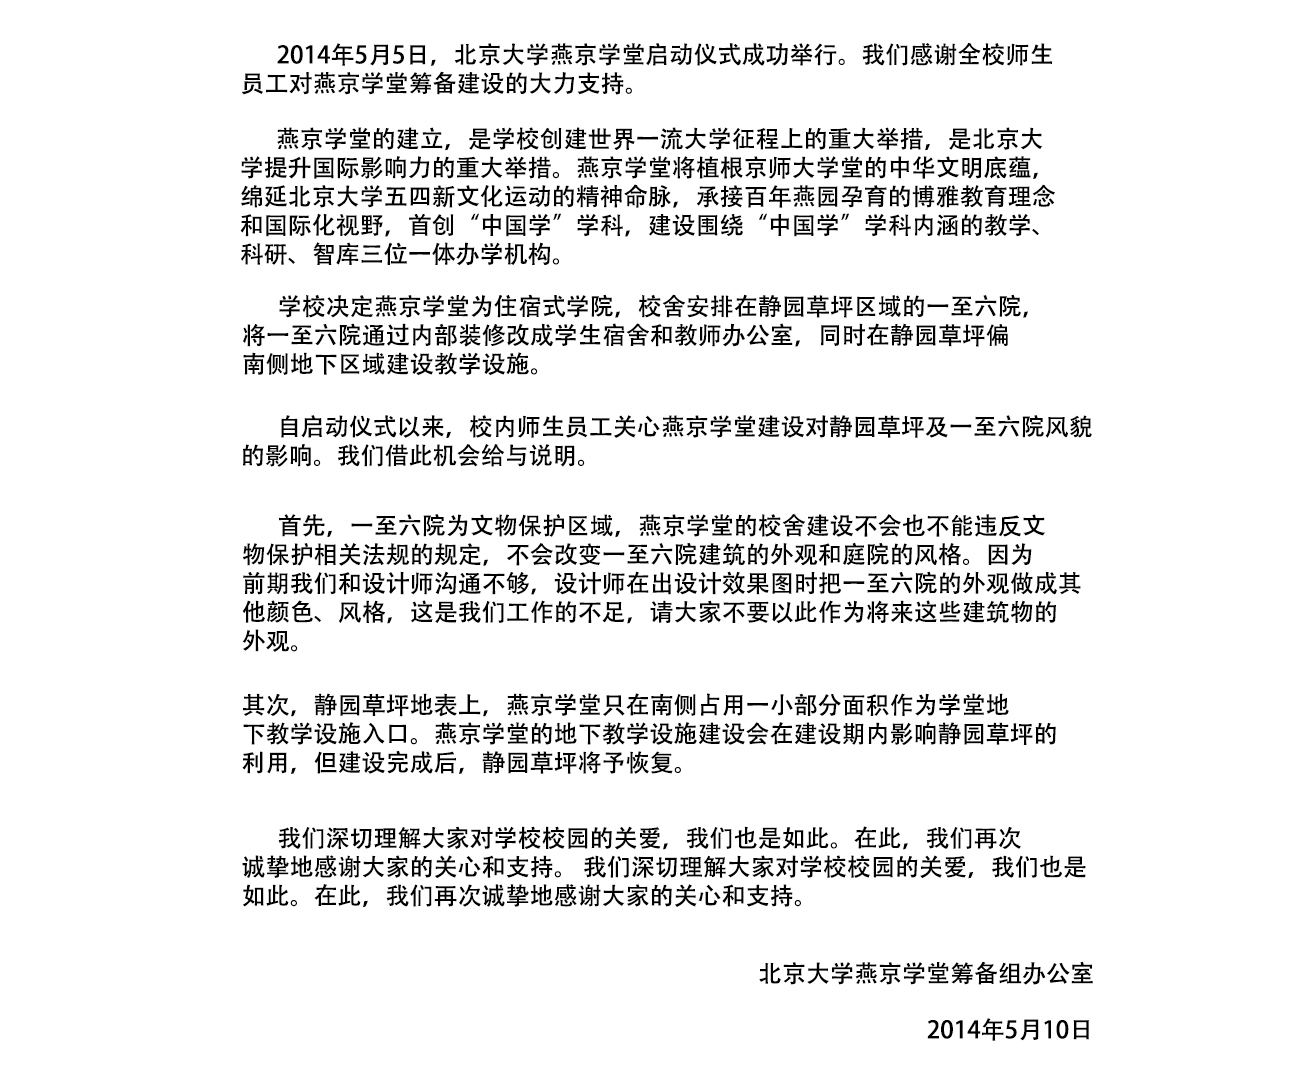 2014年5月5日，北京大学燕京学堂启动仪式成功举行。我们感谢全校师生
员工对燕京学堂筹备建设的大力支持。
燕京学堂的建立，是学校创建世界一流大学征程上的重大举措，是北京大
学提升国际影响力的重大举措。燕京学堂将植根京师大学堂的中华文明底蕴，
绵延北京大学五四新文化运动的精神命脉，承接百年燕园孕育的博雅教育理念
和国际化视野，首创“中国学”学科，建设围绕“中国学”学科内涵的教学、
科研、智库三位一体办学机构。
学校决定燕京学堂为住宿式学院，校舍安排在静园草坪区域的一至六院，
将一至六院通过内部装修改成学生宿舍和教师办公室，同时在静园草坪偏
南侧地下区域建设教学设施。
自启动仪式以来，校内师生员工关心燕京学堂建设对静园草坪及一至六院风貌
的影响。我们借此机会给与说明。
首先，一至六院为文物保护区域，燕京学堂的校舍建设不会也不能违反文
物保护相关法规的规定，不会改变一至六院建筑的外观和庭院的风格。因为
前期我们和设计师沟通不够，设计师在出设计效果图时把一至六院的外观做成其
他颜色、风格，这是我们工作的不足，请大家不要以此作为将来这些建筑物的
外观。
其次，静园草坪地表上，燕京学堂只在南侧占用一小部分面积作为学堂地
下教学设施入口。燕京学堂的地下教学设施建设会在建设期内影响静园草坪的
利用，但建设完成后，静园草坪将予恢复。
我们深切理解大家对学校校园的关爱，我们也是如此。在此，我们再次
诚挚地感谢大家的关心和支持。 我们深切理解大家对学校校园的关爱，我们也是
如此。在此，我们再次诚挚地感谢大家的关心和支持。
北京大学燕京学堂筹备组办公室
2014年5月10日